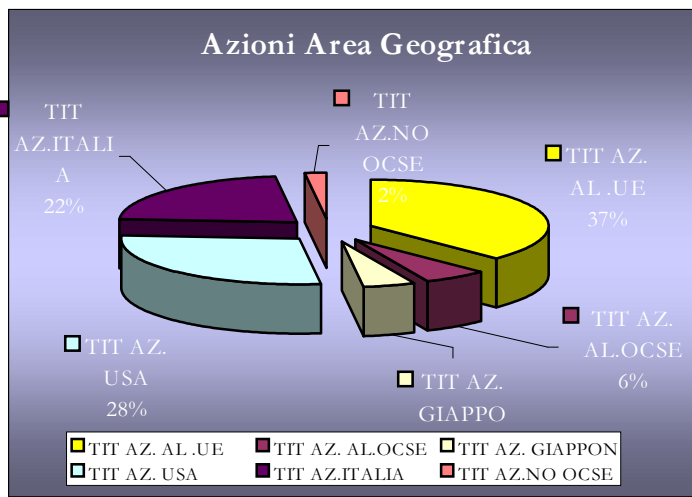 Azioni Area Geografica
TIT
AZ.ITALI
A
22%
TIT
AZ.NO
OCSE
2%
TIT AZ.
AL .UE
37%
TIT AZ.
AL.OCSE
6%
TIT AZ.
GIAPPO
TIT AZ.
USA
28%
TIT AZ. AL .UE
TIT AZ. AL.OCSE
TIT AZ. GIAPPON
TIT AZ. USA
TIT AZ.ITALIA
TIT AZ.NO OCSE